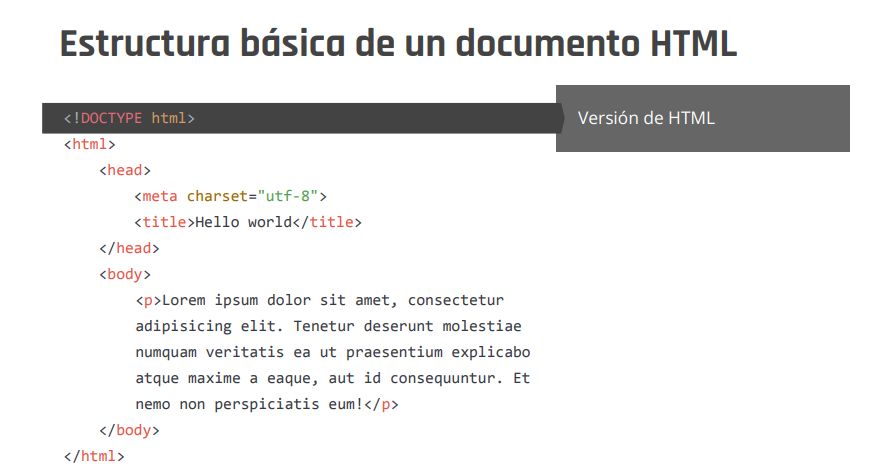 Estructura básica de un documento HTML
<!DOCTYPE html>
Versión de HTML
<html>
<head>
<meta charset="utf-8">
<title>Hello world</title>
</head>
<body>
<p>Lorem ipsum dolor sit amet, consectetur
adipisicing elit. Tenetur deserunt molestiae
numquam veritatis ea ut praesentium explicabo
atque maxime a eaque, aut id consequuntur. Et
nemo non perspiciatis eum!</p>
</body>
</html>